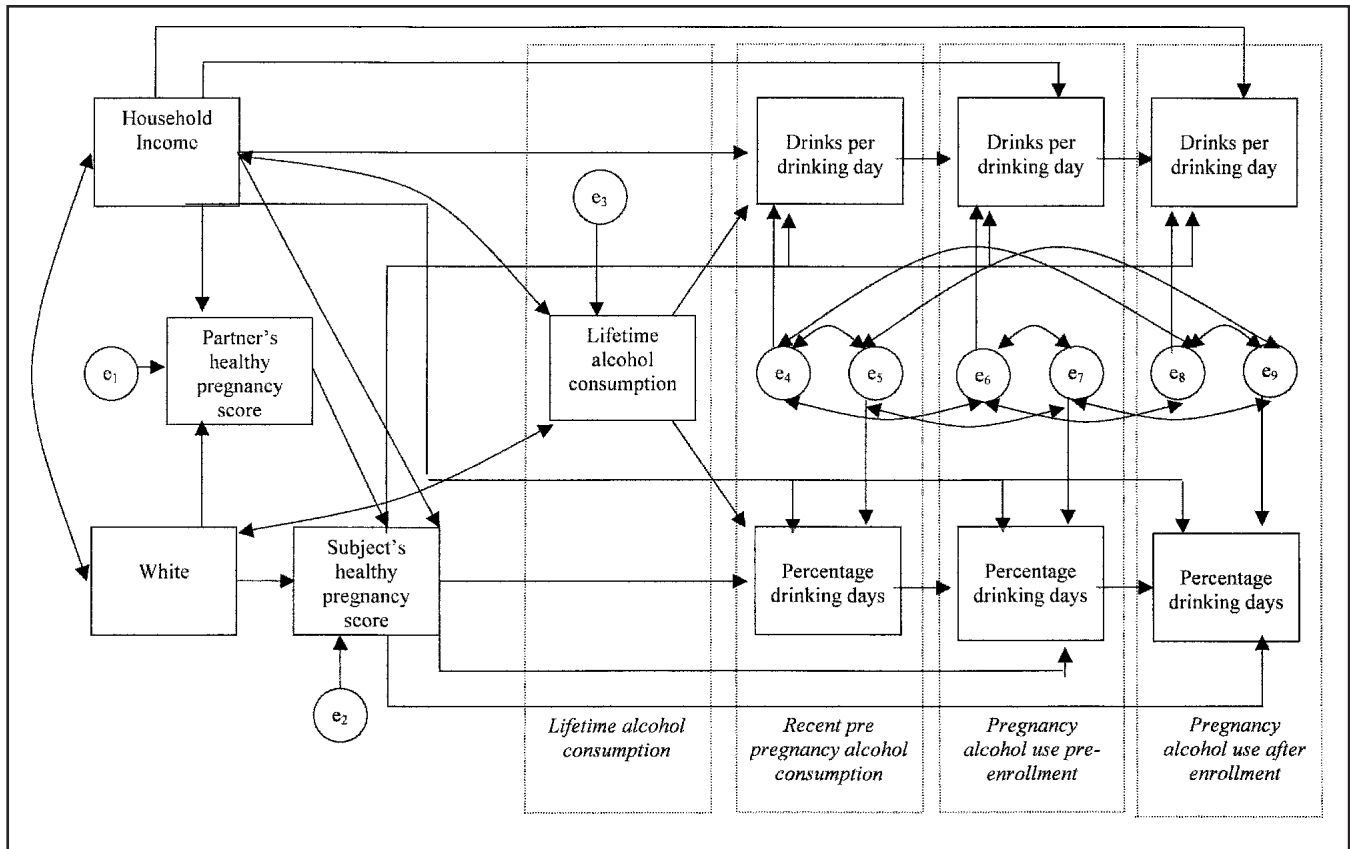 Household
Income
Drinks per
drinking day
Drinks per
drinking day
Drinks per
drinking day
e3
Partner's
healthy
pregnancy
score
e1
Lifetime
alcohol
consumption
e4
e5
e6
e7
e8
e9
White
Subject's
healthy
pregnancy
score
Percentage
drinking days
Percentage
drinking days
Percentage
drinking days
e2
Lifetime alcohol
consumption
Recent pre
pregnancy alcohol
consumption
Pregnancy
alcohol use pre-
enrollment
Pregnancy
alcohol use after
enrollment